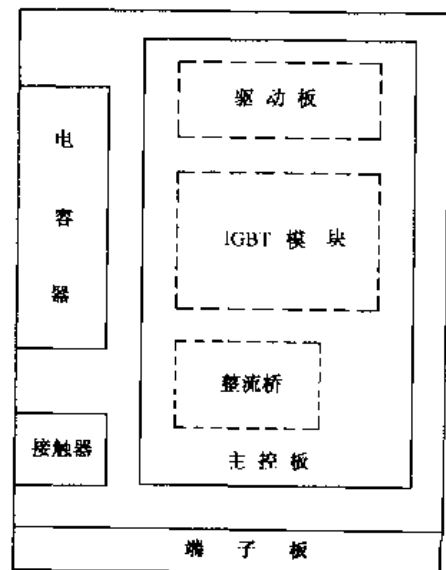 驱动板
电容器
IGBT 模块
整流桥
接触器
主控板
端子板